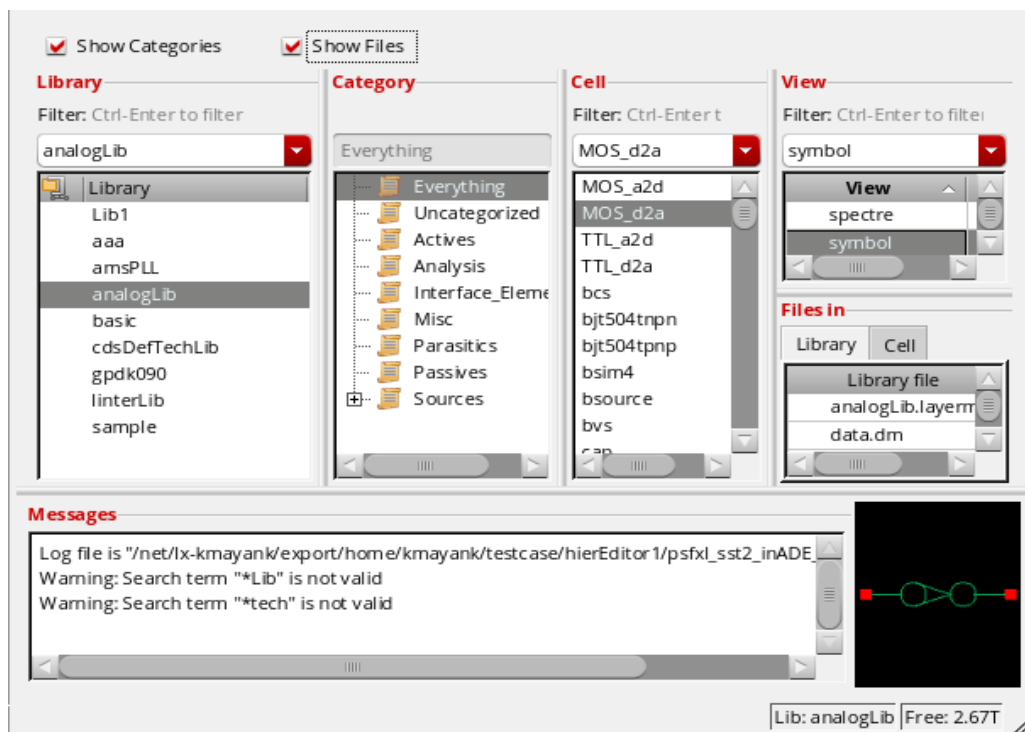 Show Categories
Show Files
Library
Filter: Ctrl-Enter to filter
analogLib
Library
Lib1
aaa
amsPLL
analogLib
basic
cdsDefTechLib
gpdk090
linterLib
sample
Category
Everything
Everything
Uncategorized
Actives
Analysis
Interface_Eleme
Misc
Parasitics
Passives
Sources
Cell
Filter: Ctrl-Enter t
MOS_d2a
MOS_a2d
MOS_d2a
TTL_a2d
TTL_d2a
bcs
bjt504tnpn
bjt504tpnp
bsim4
bsource
bvs
View
Filter: Ctrl-Enter to filte
symbol
View
spectre
symbol
Files in
Library Cell
Library file
analogLib.layerm
data.dm
Messages
Log file is "/net/lx-kmayank/export/home/kmayank/testcase/hierEditor1/psfxl_sst2_inADE_
Warning: Search term "*Lib" is not valid
Warning: Search term "*tech" is not valid
Lib: analogLib Free: 2.67T